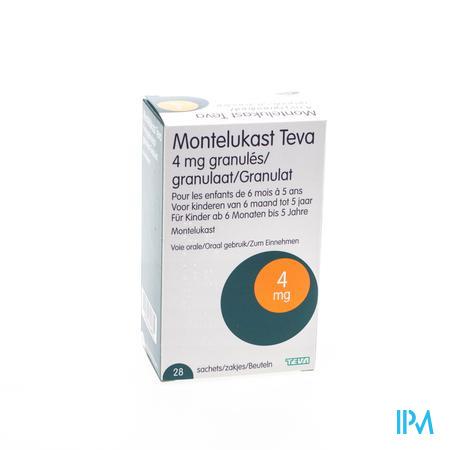 Montelukast Teva
Montelukast Teva
4 mg granulés/
granulaat/Granulat
Pour les enfants de 6 mois à 5 ans
Voor kinderen van 6 maand tot 5 jaar
Für Kinder ab 6 Monaten bis 5 Jahre
Montelukast
Voie orale/Oraal gebruik/Zum Einnehmen
4
mg
28 sachets/zakjes/Beuteln
TEVA
IPM